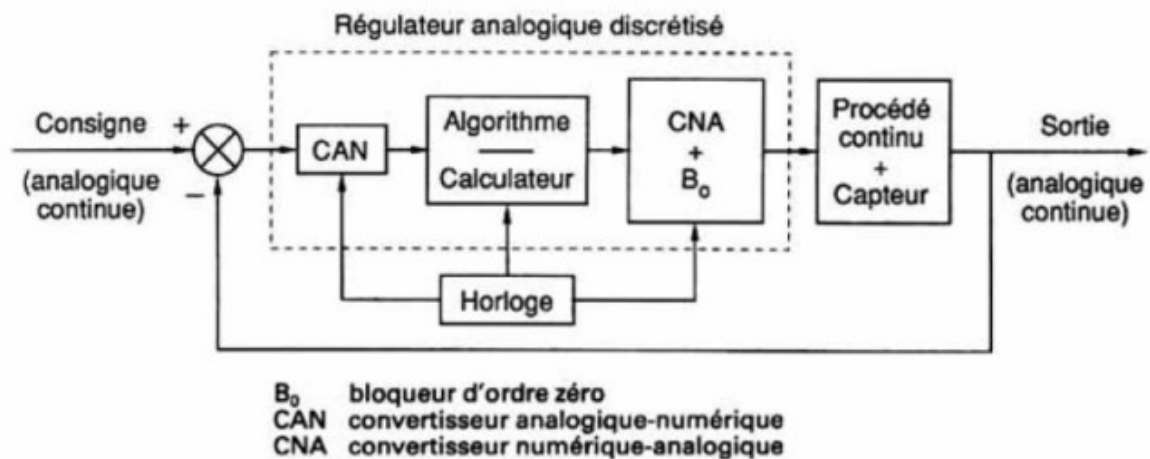 Régulateur analogique discrétisé
Consigne
+
(analogique
continue)
−
CAN
Algorithme
Calculateur
CNA
+
B₀
Procédé
continu
+
Capteur
Sortie
(analogique
continue)
Horloge
B₀ bloqueur d'ordre zéro
CAN convertisseur analogique-numérique
CNA convertisseur numérique-analogique